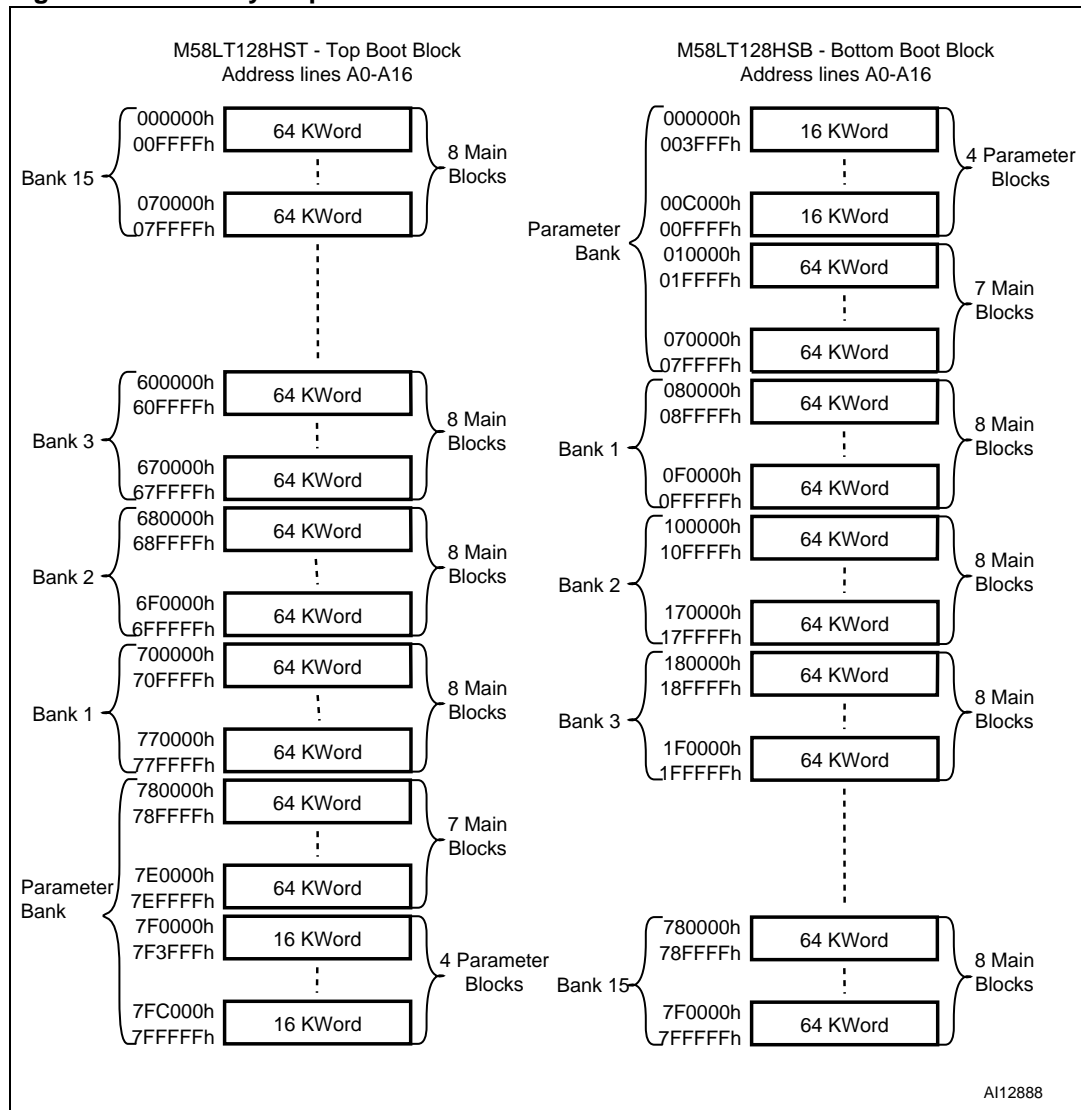 M58LT128HST - Top Boot Block
Address lines A0-A16
000000h
00FFFFh
64 KWord
8 Main
Blocks
Bank 15
070000h
07FFFFh
64 KWord
600000h
60FFFFh
64 KWord
8 Main
Blocks
Bank 3
670000h
67FFFFh
64 KWord
680000h
68FFFFh
64 KWord
8 Main
Blocks
Bank 2
6F0000h
6FFFFFh
64 KWord
700000h
70FFFFh
64 KWord
8 Main
Blocks
Bank 1
770000h
77FFFFh
64 KWord
780000h
78FFFFh
64 KWord
7 Main
Blocks
7E0000h
7EFFFFh
64 KWord
Parameter
Bank
7F0000h
7F3FFFh
16 KWord
4 Parameter
Blocks
7FC000h
7FFFFFh
16 KWord
M58LT128HSB - Bottom Boot Block
Address lines A0-A16
000000h
003FFFh
16 KWord
4 Parameter
Blocks
00C000h
00FFFFh
16 KWord
Parameter
Bank
010000h
01FFFFh
64 KWord
7 Main
Blocks
070000h
07FFFFh
64 KWord
080000h
08FFFFh
64 KWord
8 Main
Blocks
Bank 1
0F0000h
0FFFFFh
64 KWord
100000h
10FFFFh
64 KWord
8 Main
Blocks
Bank 2
170000h
17FFFFh
64 KWord
180000h
18FFFFh
64 KWord
8 Main
Blocks
Bank 3
1F0000h
1FFFFFh
64 KWord
780000h
78FFFFh
64 KWord
8 Main
Blocks
Bank 15
7F0000h
7FFFFFh
64 KWord
AI12888